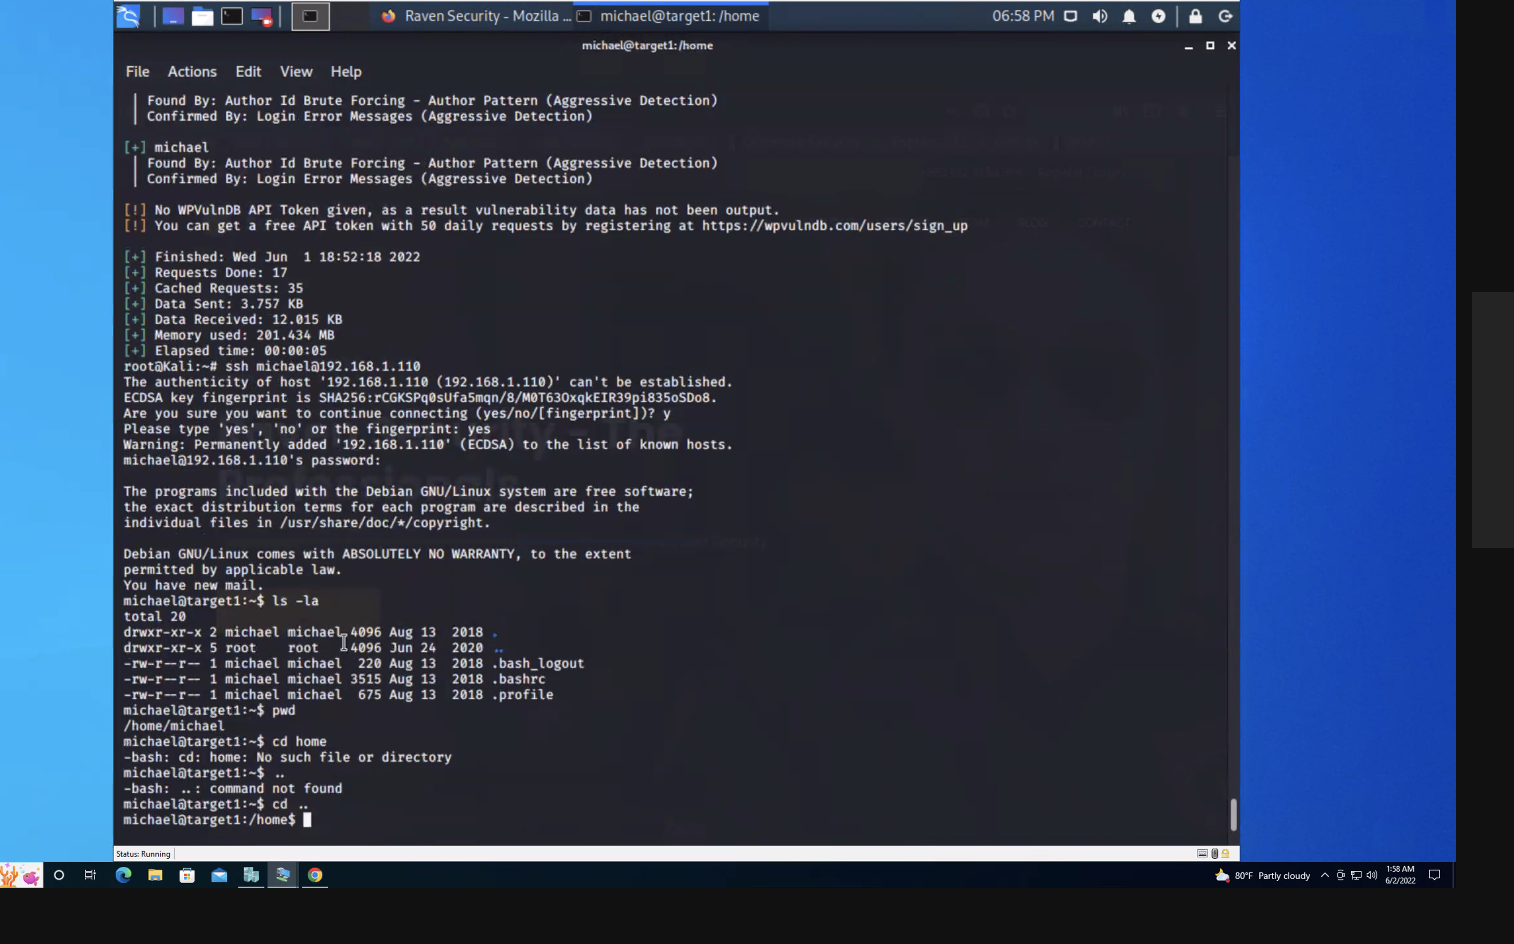 Raven Security - Mozilla ...
michael@target1: /home
06:58 PM
michael@target1: /home
File Actions Edit View Help
| Found By: Author Id Brute Forcing - Author Pattern (Aggressive Detection)
| Confirmed By: Login Error Messages (Aggressive Detection)
[+] michael
| Found By: Author Id Brute Forcing - Author Pattern (Aggressive Detection)
| Confirmed By: Login Error Messages (Aggressive Detection)
[!] No WPVulnDB API Token given, as a result vulnerability data has not been output.
[!] You can get a free API token with 50 daily requests by registering at https://wpvulndb.com/users/sign_up
[+] Finished: Wed Jun  1 18:52:18 2022
[+] Requests Done: 17
[+] Cached Requests: 35
[+] Data Sent: 3.757 KB
[+] Data Received: 12.015 KB
[+] Memory used: 201.434 MB
[+] Elapsed time: 00:00:05
root@Kali:~# ssh michael@192.168.1.110
The authenticity of host '192.168.1.110 (192.168.1.110)' can't be established.
ECDSA key fingerprint is SHA256:rCGKSPq0sUfa5mqn/8/M0T63OxqkEIR39pi835oSDo8.
Are you sure you want to continue connecting (yes/no/[fingerprint])? y
Please type 'yes', 'no' or the fingerprint: yes
Warning: Permanently added '192.168.1.110' (ECDSA) to the list of known hosts.
michael@192.168.1.110's password:
The programs included with the Debian GNU/Linux system are free software;
the exact distribution terms for each program are described in the
individual files in /usr/share/doc/*/copyright.
Debian GNU/Linux comes with ABSOLUTELY NO WARRANTY, to the extent
permitted by applicable law.
You have new mail.
michael@target1:~$ ls -la
total 20
drwxr-xr-x 2 michael michael 4096 Aug 13  2018 .
drwxr-xr-x 5 root    root    4096 Jun 24  2020 ..
-rw-r--r-- 1 michael michael  220 Aug 13  2018 .bash_logout
-rw-r--r-- 1 michael michael 3515 Aug 13  2018 .bashrc
-rw-r--r-- 1 michael michael  675 Aug 13  2018 .profile
michael@target1:~$ pwd
/home/michael
michael@target1:~$ cd home
-bash: cd: home: No such file or directory
michael@target1:~$ ..
-bash: ..: command not found
michael@target1:~$ cd ..
michael@target1:/home$
Status: Running
80°F Partly cloudy
1:58 AM
6/2/2022